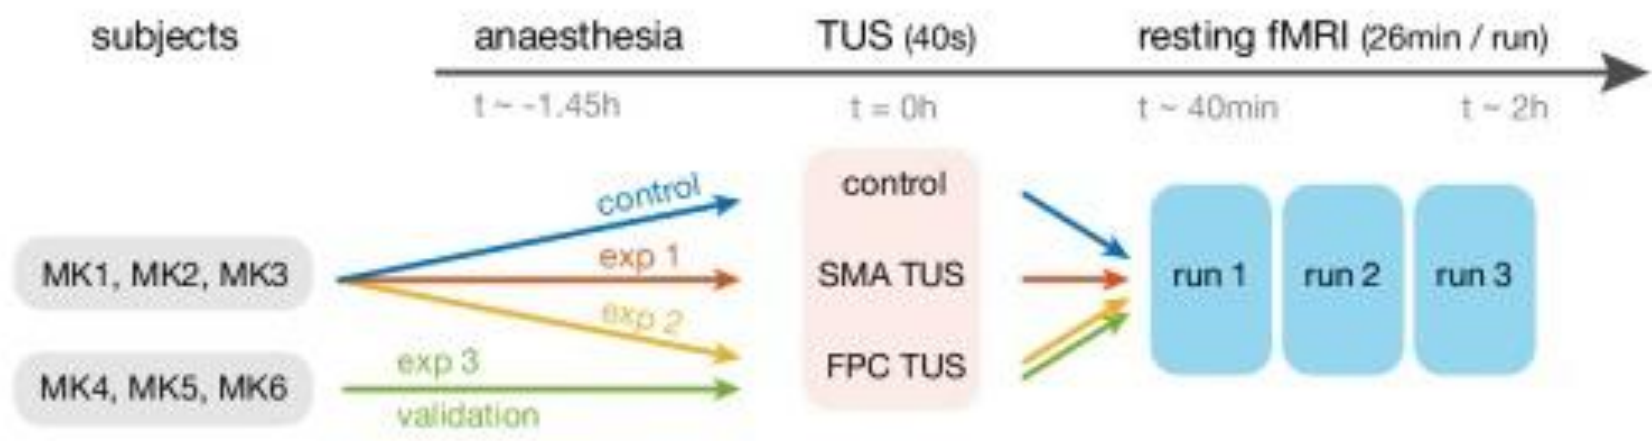 subjects anaesthesia TUS (40s) resting fMRI (26min / run)
t ~ -1.45h t = 0h t ~ 40min t ~ 2h
control
control
exp 1
MK1, MK2, MK3 SMA TUS run 1 run 2 run 3
exp 2
exp 3
FPC TUS
MK4, MK5, MK6
validation